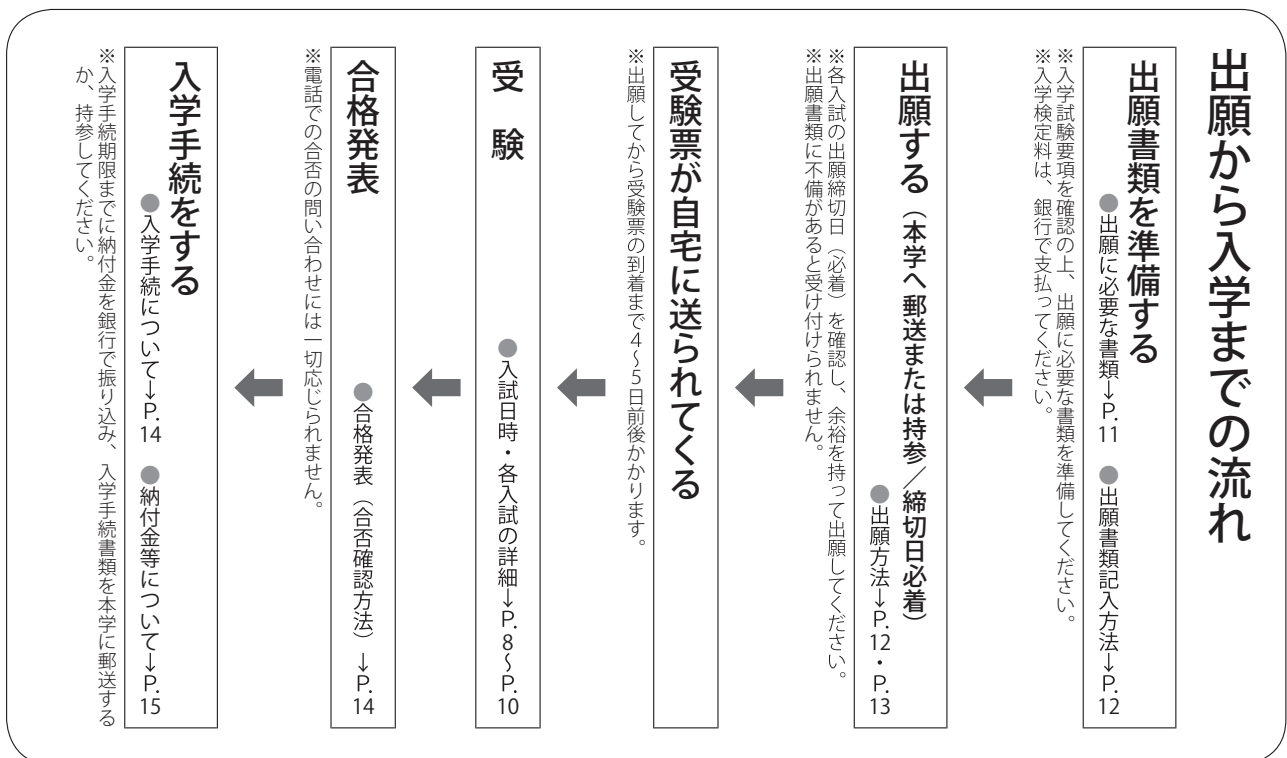 出願から入学までの流れ
出願書類を準備する
●出願に必要な書類→P.11 ●出願書類記入方法→P.12
※入学試験要項を確認の上、出願に必要な書類を準備してください。
※入学検定料は、銀行で支払ってください。
出願する（本学へ郵送または持参／締切日必着）
●出願方法→P.12・P.13
※各入試の出願締切日（必着）を確認し、余裕を持って出願してください。
※出願書類に不備があると受け付けられません。
受験票が自宅に送られてくる
※出願してから受験票の到着まで4〜5日前後かかります。
受　験
●入試日時・各入試の詳細→P.8〜P.10
合格発表
●合格発表（合否確認方法）→P.14
※電話での合否の問い合わせには一切応じられません。
入学手続をする
●入学手続について→P.14 ●納付金等について→P.15
※入学手続期限までに納付金を銀行で振り込み、入学手続書類を本学に郵送する
か、持参してください。